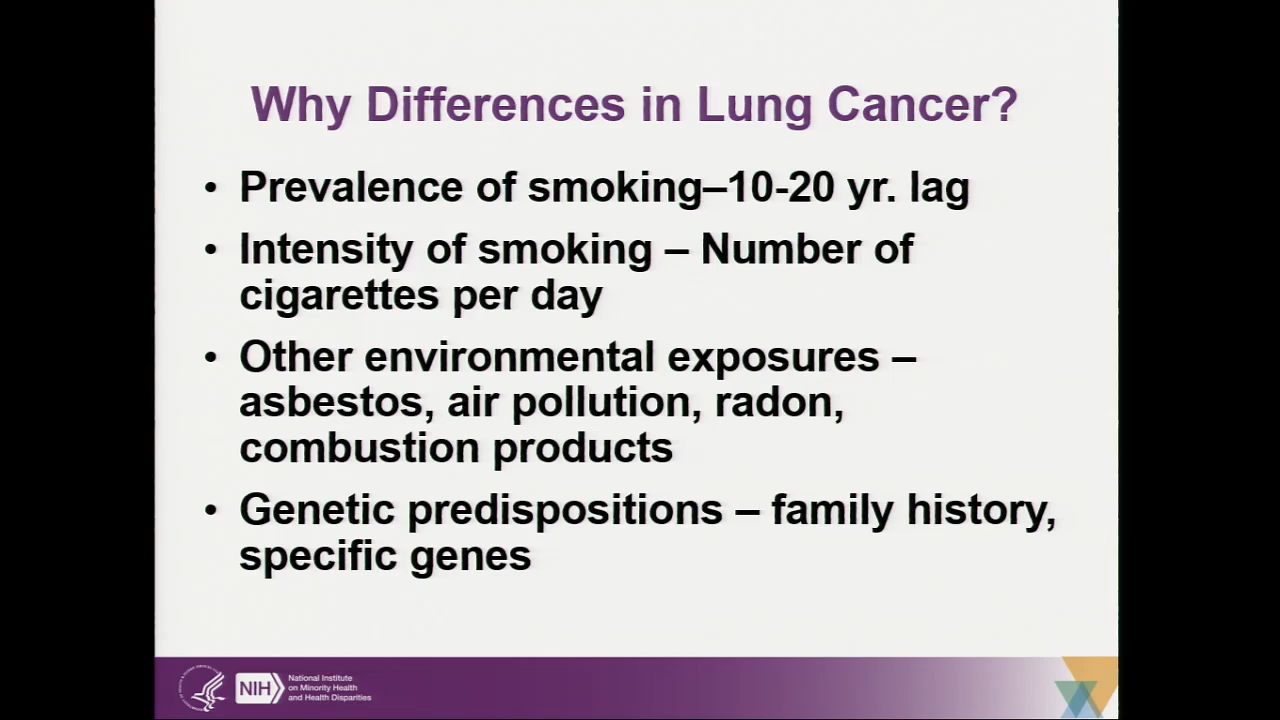 Why Differences in Lung Cancer?
• Prevalence of smoking–10-20 yr. lag
• Intensity of smoking – Number of
cigarettes per day
• Other environmental exposures –
asbestos, air pollution, radon,
combustion products
• Genetic predispositions – family history,
specific genes
NIH
National Institute
on Minority Health
and Health Disparities